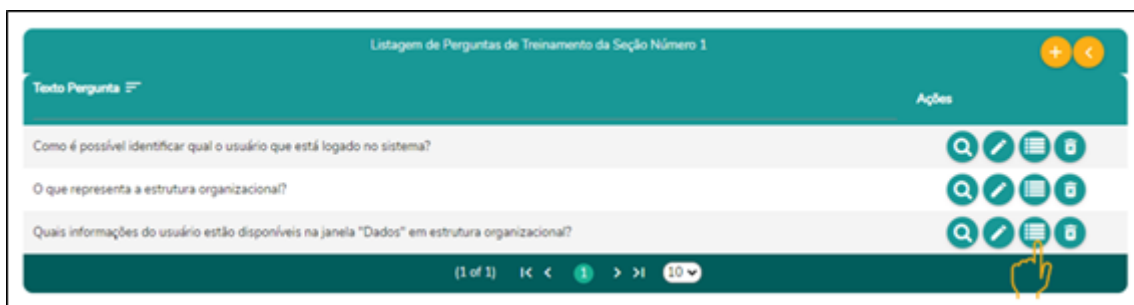 Listagem de Perguntas de Treinamento da Seção Número 1
Texto Pergunta
Ações
Como é possível identificar qual o usuário que está logado no sistema?
O que representa a estrutura organizacional?
Quais informações do usuário estão disponíveis na janela "Dados" em estrutura organizacional?
(1 of 1) 1 10